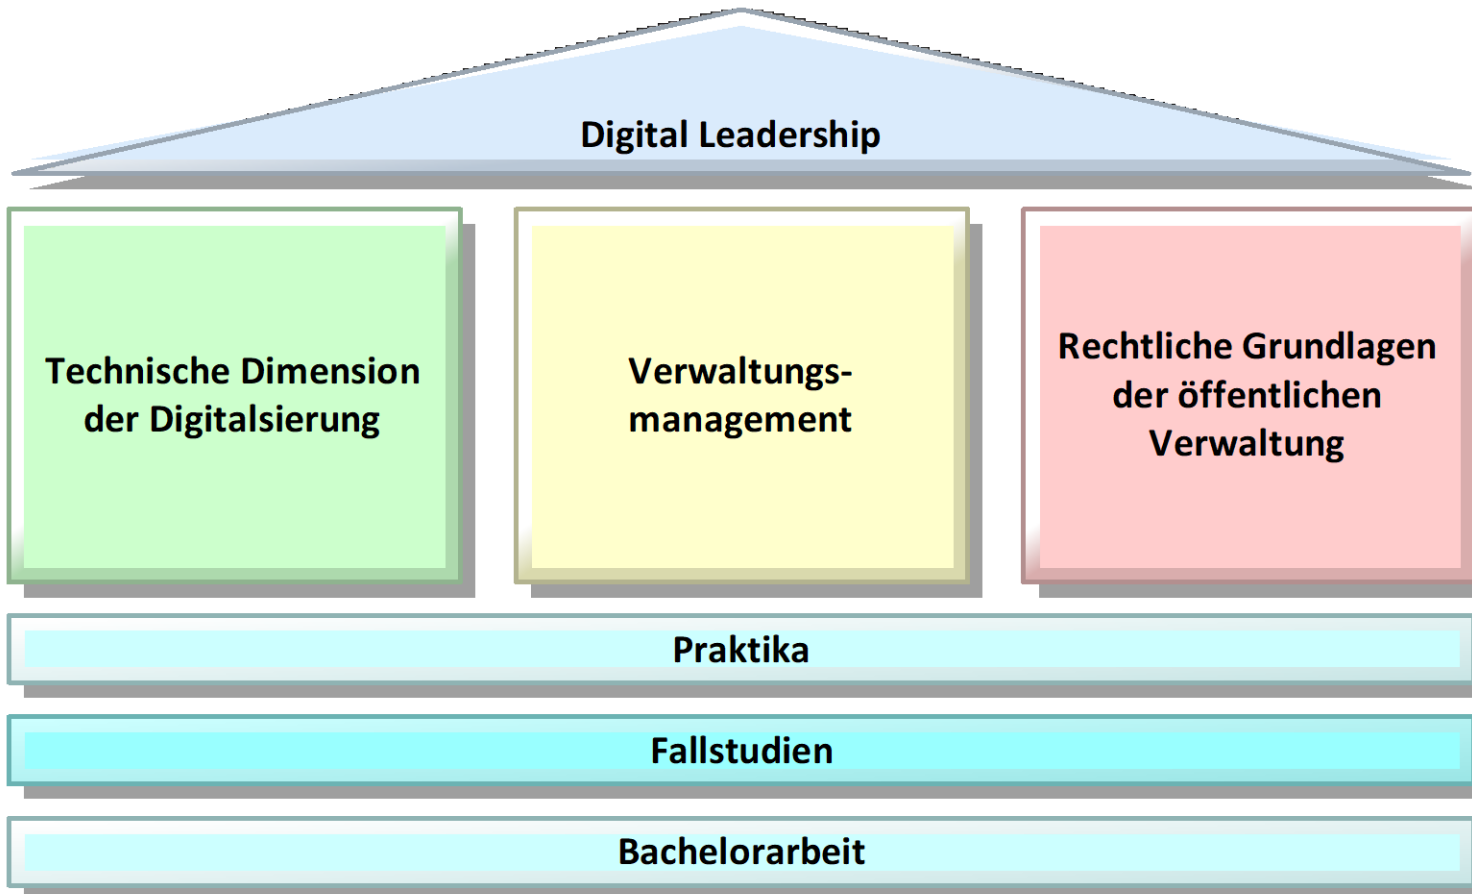 Digital Leadership
Technische Dimension
der Digitalsierung
Verwaltungs-
management
Rechtliche Grundlagen
der öffentlichen
Verwaltung
Praktika
Fallstudien
Bachelorarbeit